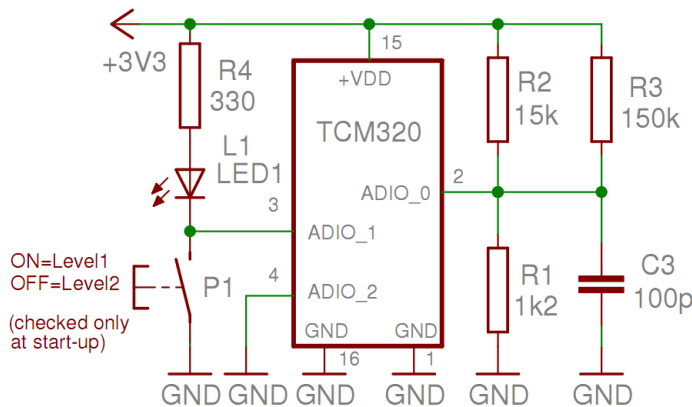 +3V3
15
R4
330
+VDD
R2
15k
R3
150k
TCM320
L1
LED1
2
ADIO_0
3
ADIO_1
ON=Level1
OFF=Level2
P1
4
ADIO_2
R1
1k2
C3
100p
(checked only
at start-up)
GND
GND
16
1
GND
GND
GND
GND
GND
GND